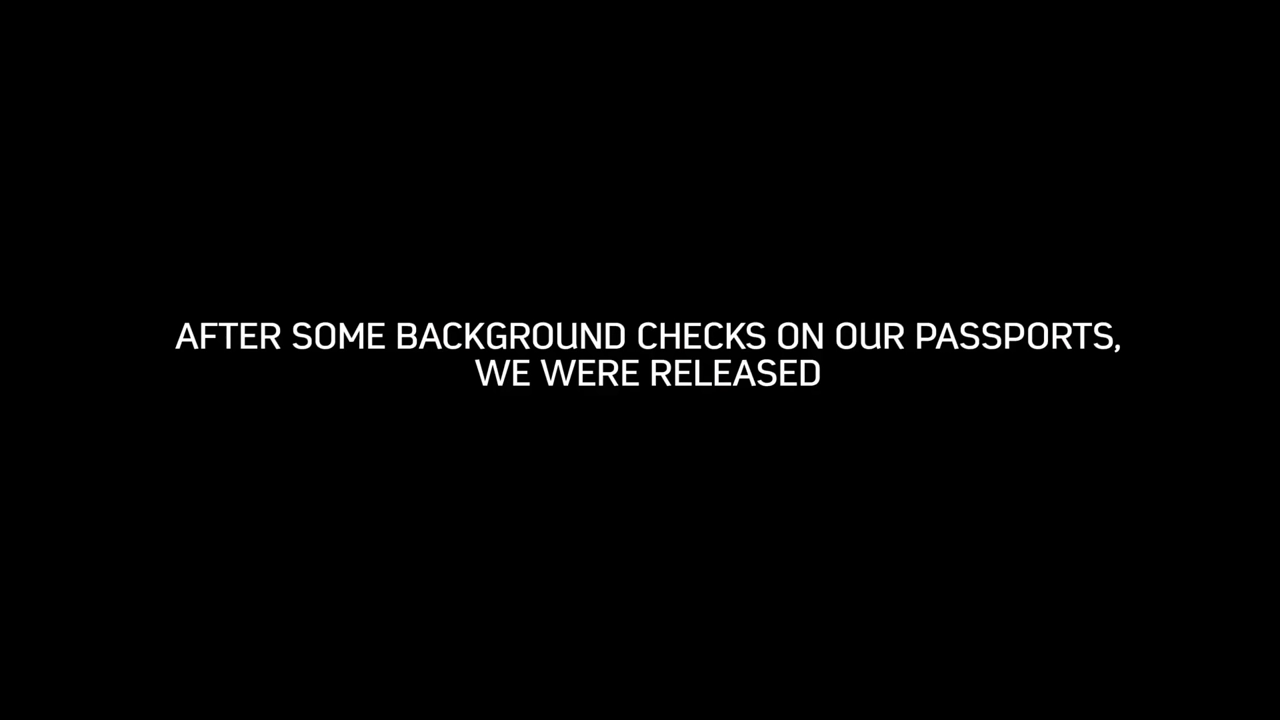 AFTER SOME BACKGROUND CHECKS ON OUR PASSPORTS,
WE WERE RELEASED